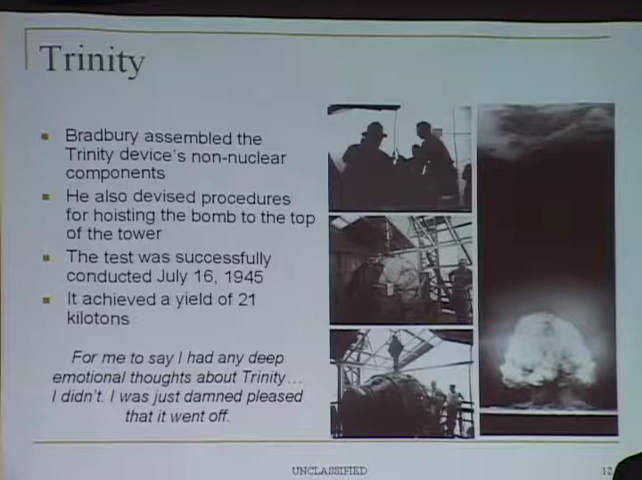 Trinity
Bradbury assembled the
Trinity device's non-nuclear
components
He also devised procedures
for hoisting the bomb to the top
of the tower
The test was successfully
conducted July 16, 1945
It achieved a yield of 21
kilotons
For me to say I had any deep
emotional thoughts about Trinity…
I didn't. I was just damned pleased
that it went off.
UNCLASSIFIED
12